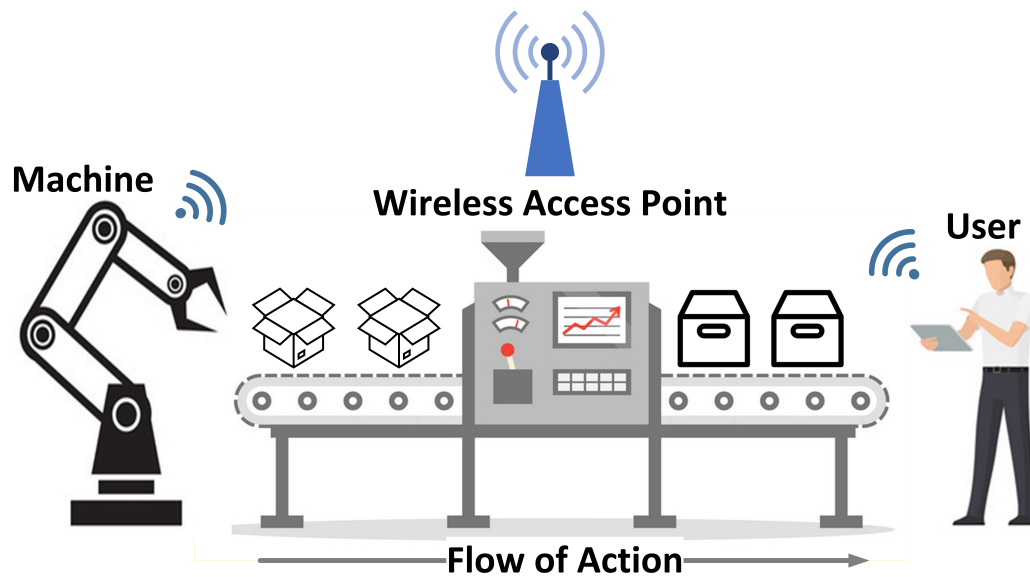 Machine
Wireless Access Point
User
Flow of Action